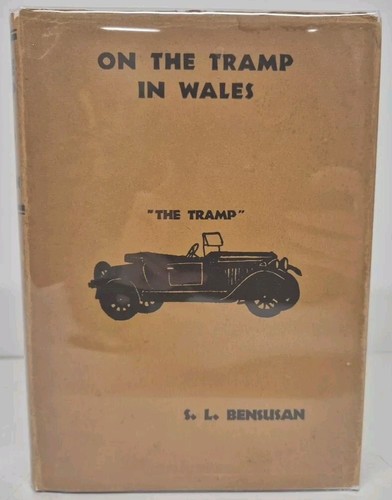 ON THE TRAMP
IN WALES
"THE TRAMP"
S. L. BENSUSAN